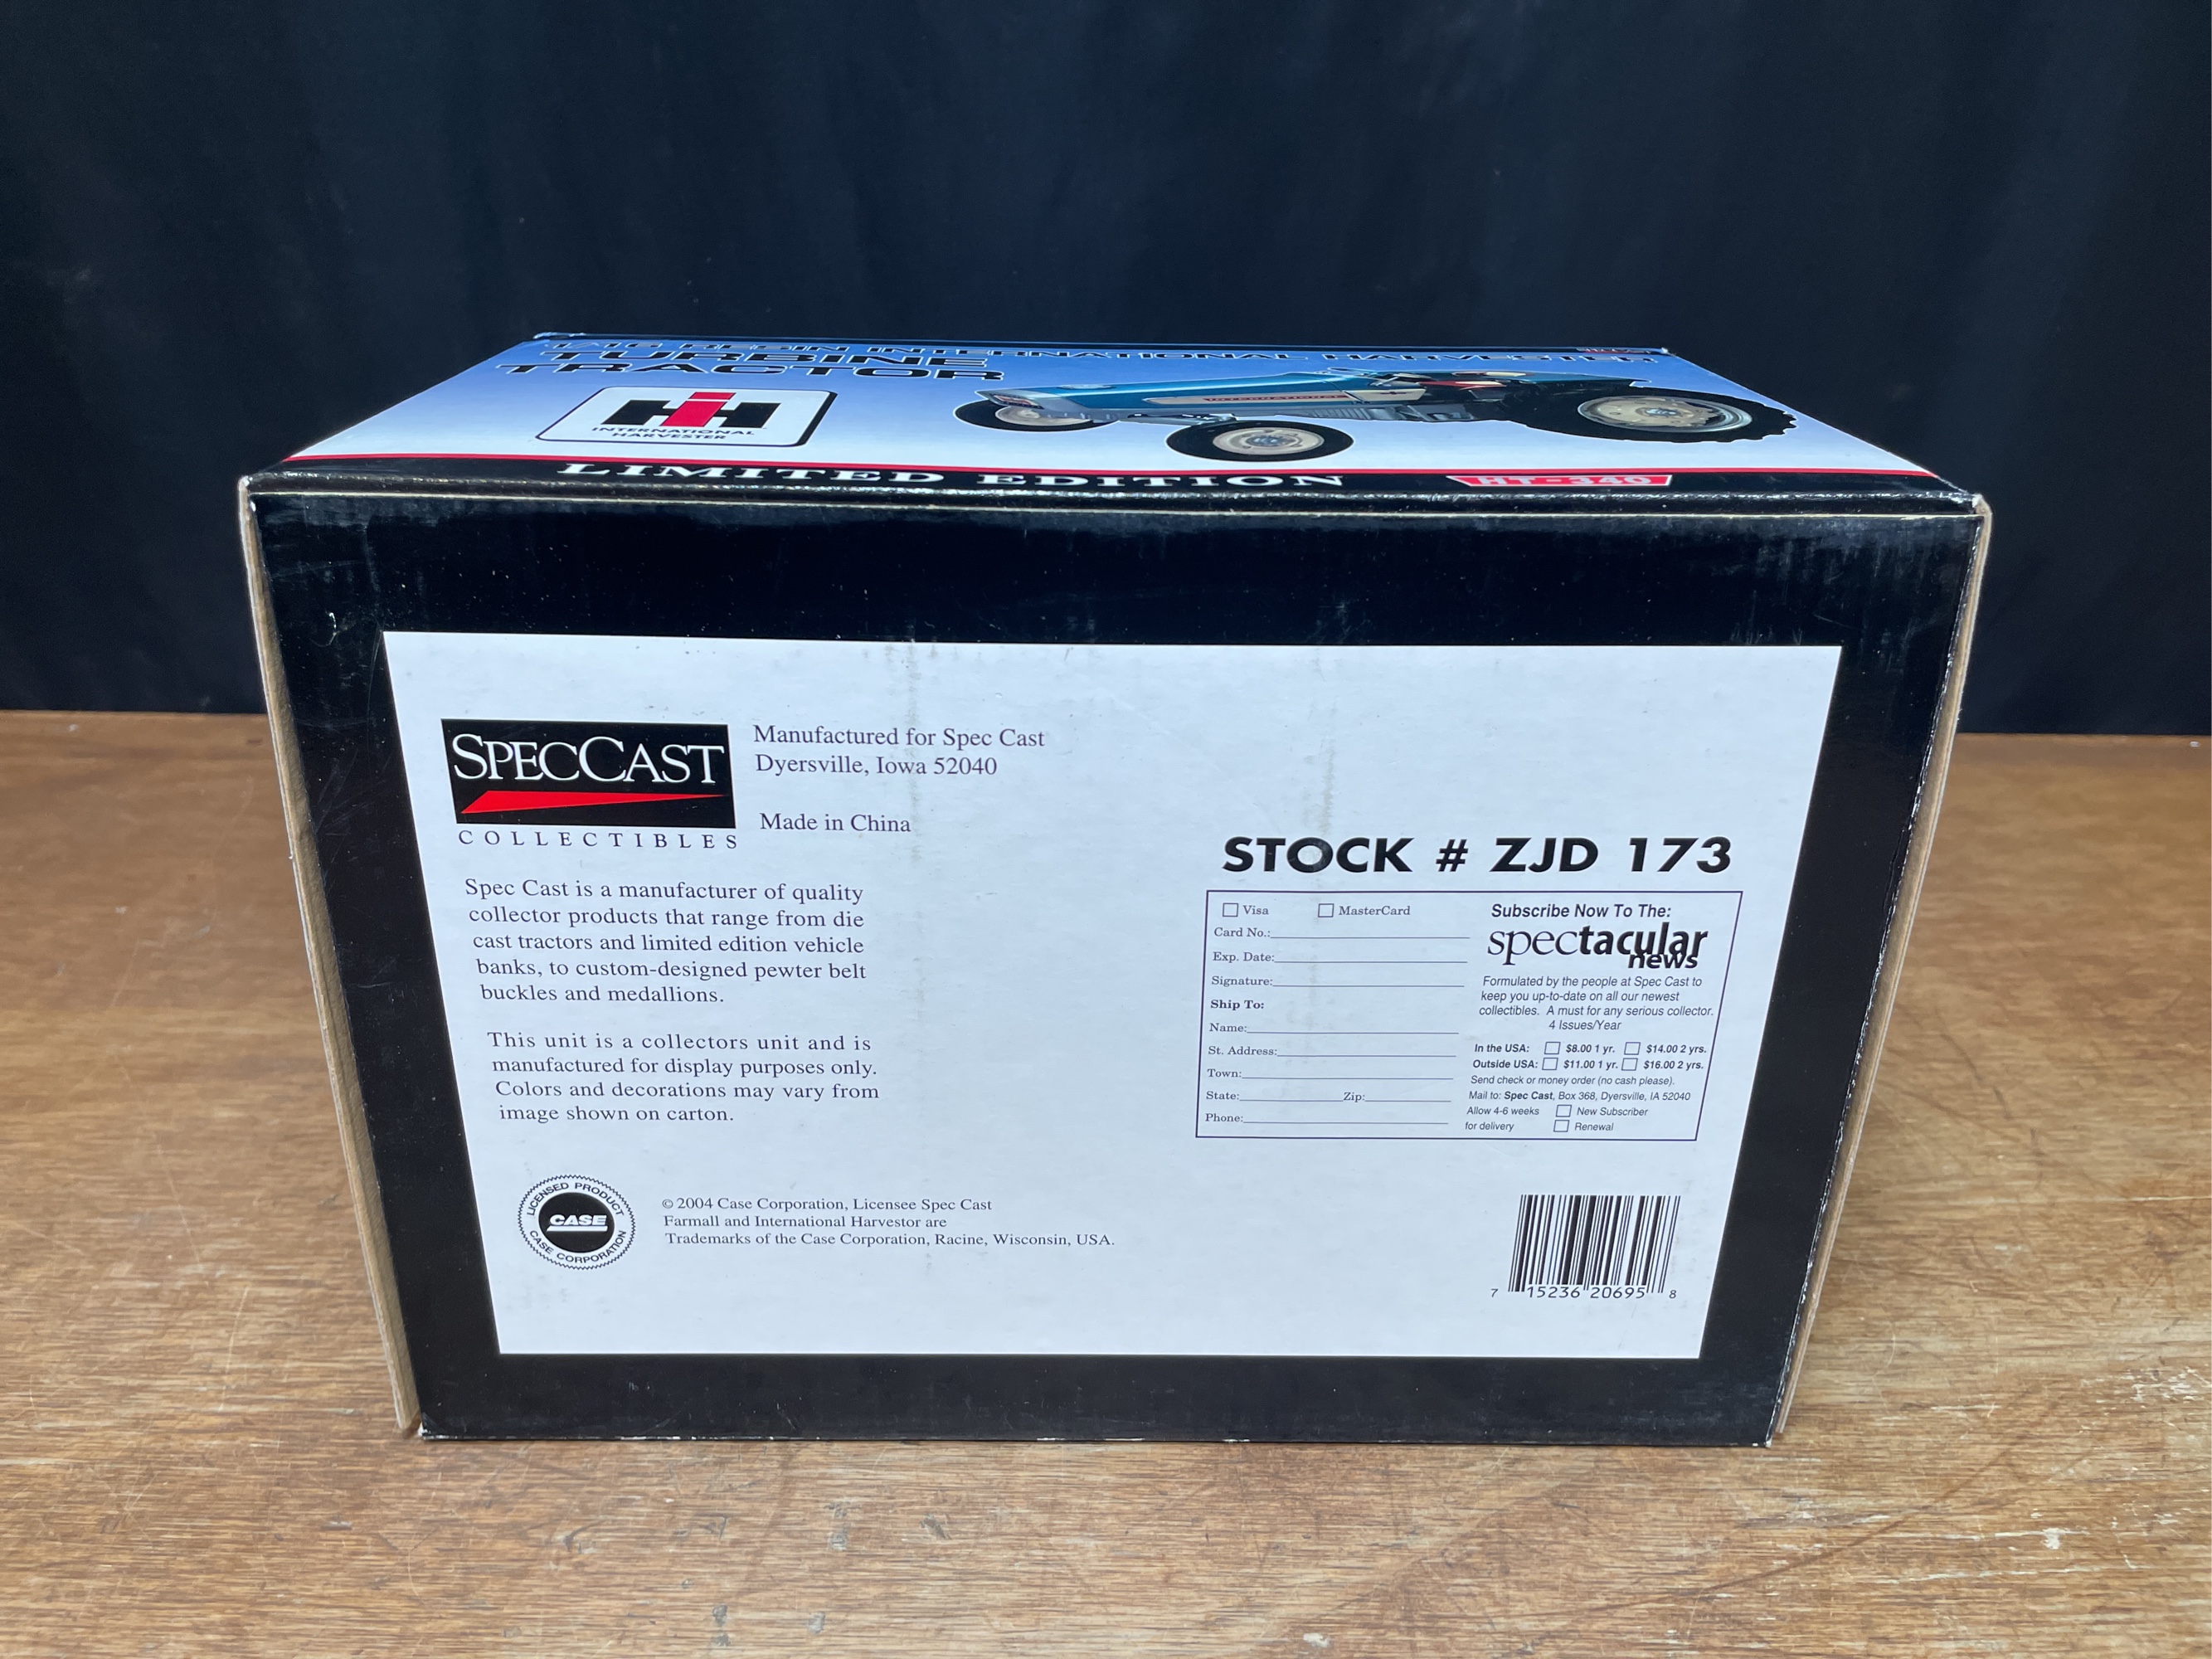 1/16 RESIN INTERNATIONAL HARVESTER
TURBINE
TRACTOR
IH
INTERNATIONAL
HARVESTER
INTERNATIONAL
LIMITED EDITION
HT-340
SPECCAST
COLLECTIBLES
Manufactured for Spec Cast
Dyersville, Iowa 52040
Made in China
Spec Cast is a manufacturer of quality
collector products that range from die
cast tractors and limited edition vehicle
banks, to custom-designed pewter belt
buckles and medallions.
This unit is a collectors unit and is
manufactured for display purposes only.
Colors and decorations may vary from
image shown on carton.
LICENSED PRODUCT
CASE
CASE CORPORATION
© 2004 Case Corporation, Licensee Spec Cast
Farmall and International Harvestor are
Trademarks of the Case Corporation, Racine, Wisconsin, USA.
STOCK # ZJD 173
Visa MasterCard
Card No.:
Exp. Date:
Signature:
Ship To:
Name:
St. Address:
Town:
State: Zip:
Phone:
Subscribe Now To The:
spectacular
news
Formulated by the people at Spec Cast to
keep you up-to-date on all our newest
collectibles. A must for any serious collector.
4 Issues/Year
In the USA: $8.00 1 yr. $14.00 2 yrs.
Outside USA: $11.00 1 yr. $16.00 2 yrs.
Send check or money order (no cash please).
Mail to: Spec Cast, Box 368, Dyersville, IA 52040
Allow 4-6 weeks New Subscriber
for delivery Renewal
7 15236 20695 8